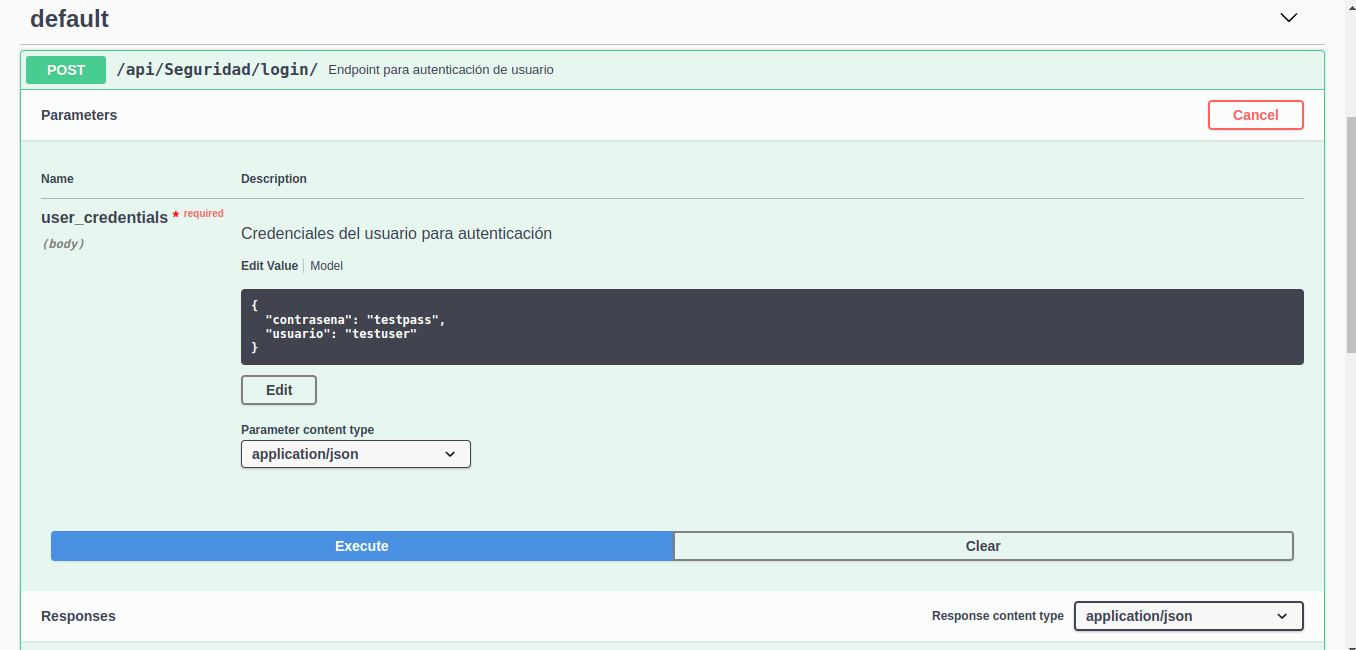 default
POST /api/Seguridad/login/ Endpoint para autenticación de usuario
Parameters Cancel
Name Description
user_credentials * required
(body)
Credenciales del usuario para autenticación
Edit Value Model
{
"contrasena": "testpass",
"usuario": "testuser"
}
Edit
Parameter content type
application/json
Execute Clear
Responses Response content type application/json